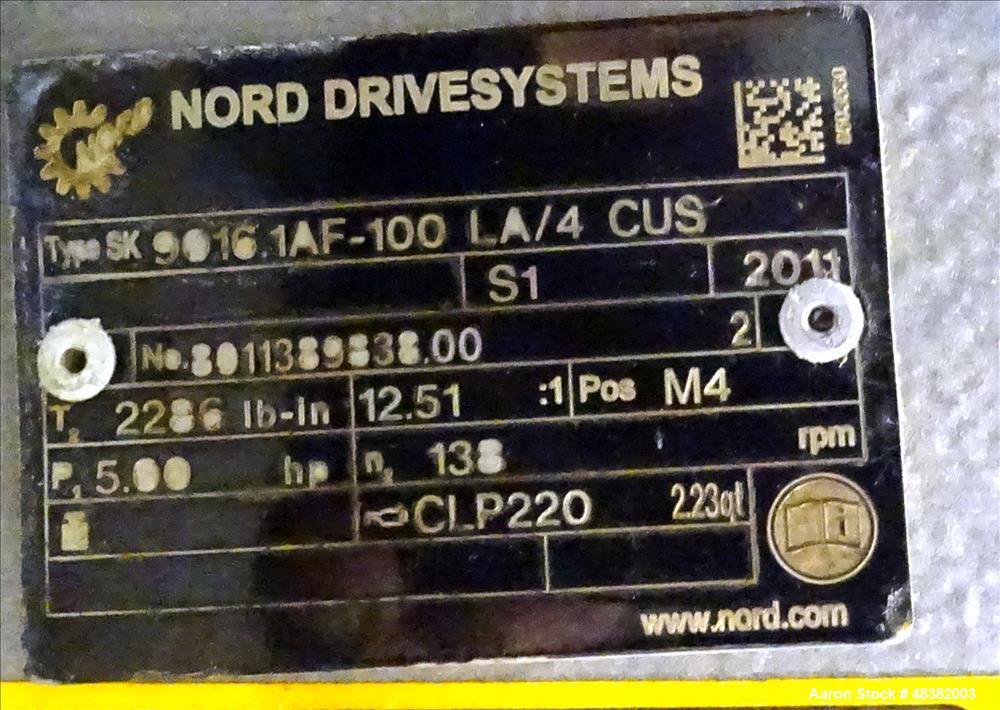 NORD
NORD DRIVESYSTEMS
Type SK 9016.1AF-100 LA/4 CUS
S1 2011
No. 8011389838.00 2
T2 2286 lb-in 12.51 :1 Pos M4
P1 5.00 hp n2 138 rpm
CLP220 2.23qt
www.nord.com
Aaron Stock # 48382003